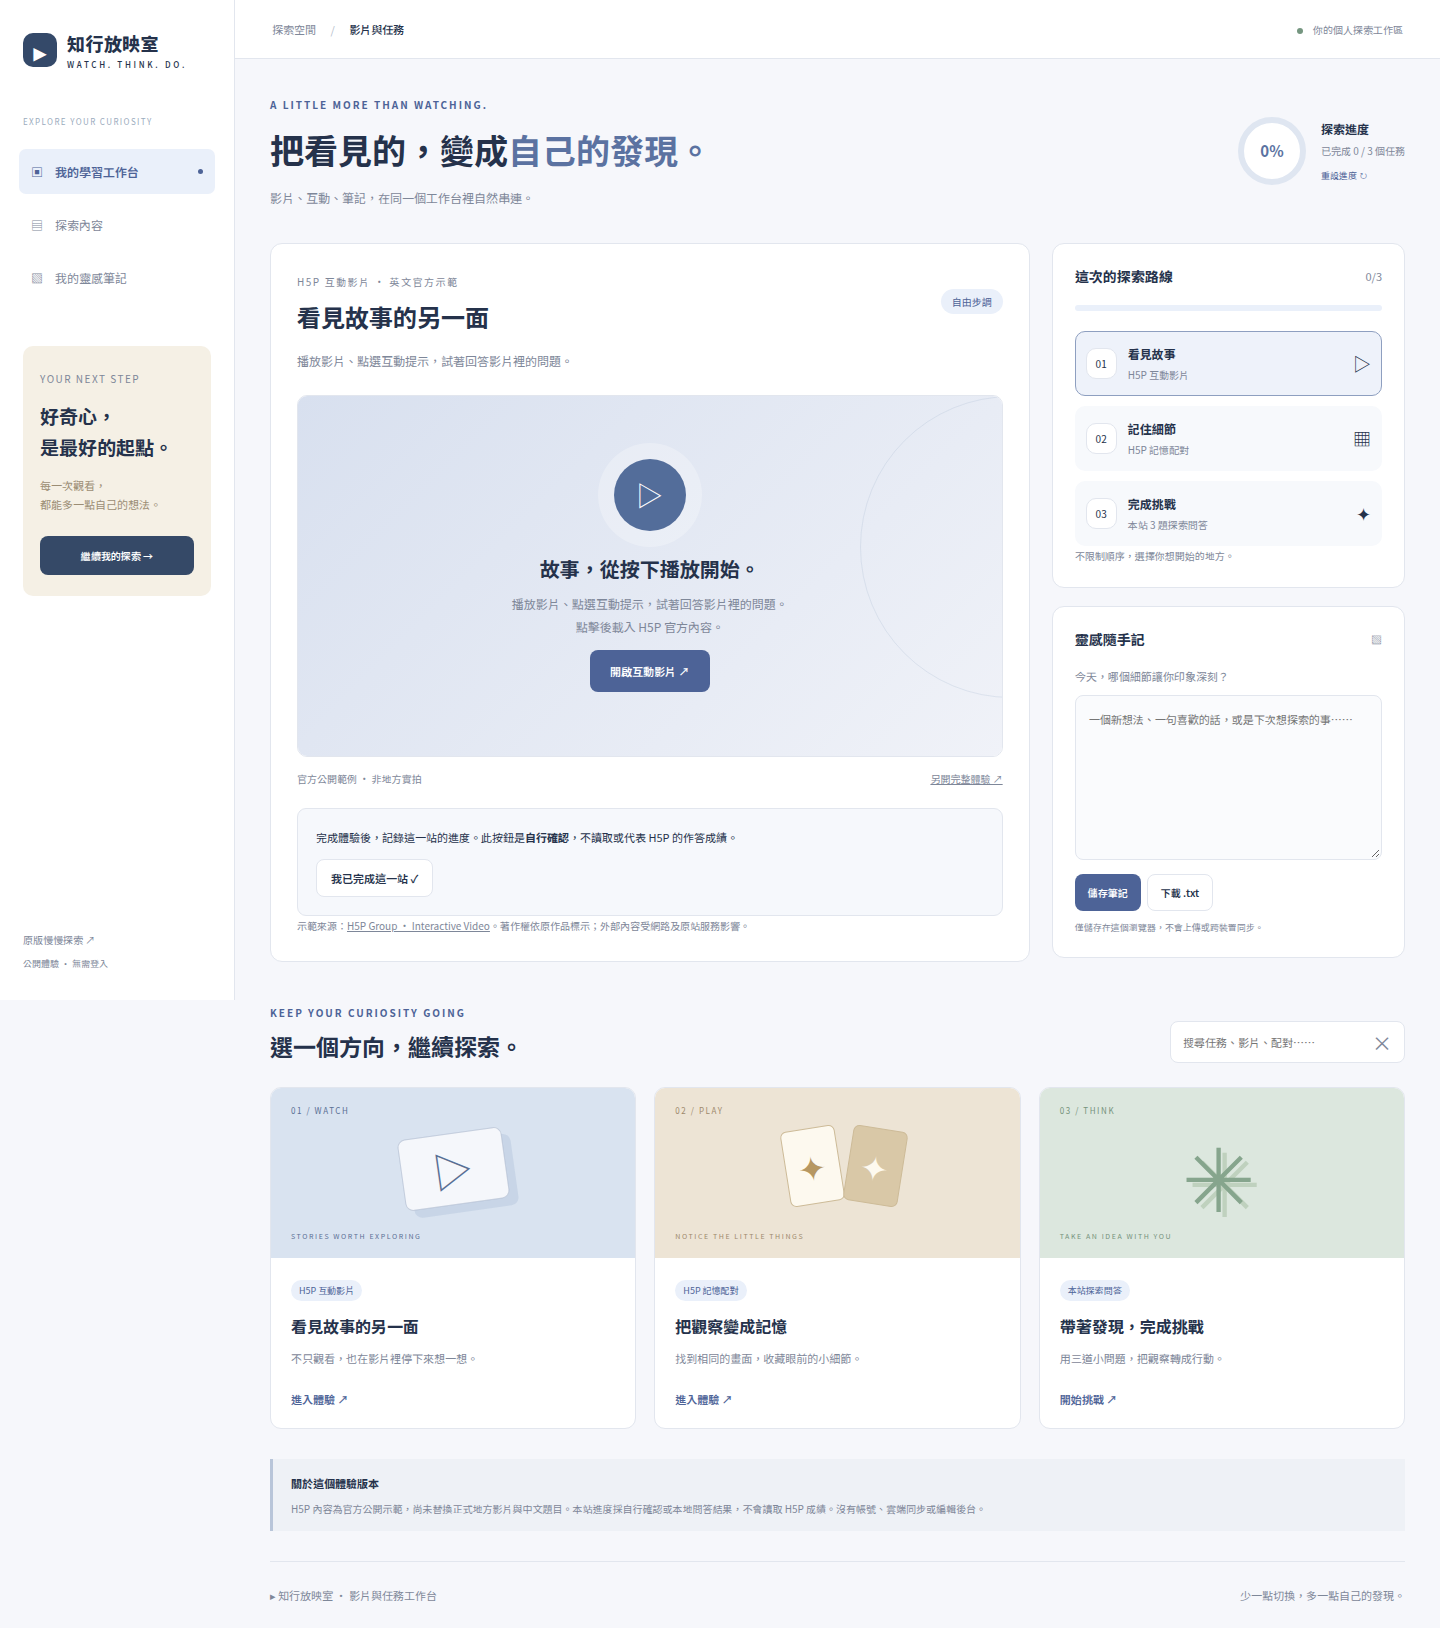 知行放映室
WATCH. THINK. DO.
EXPLORE YOUR CURIOSITY
我的學習工作台
探索內容
我的靈感筆記
YOUR NEXT STEP
好奇心，
是最好的起點。
每一次觀看，
都能多一點自己的想法。
繼續我的探索 →
原版慢慢探索 ↗
公開體驗 · 無需登入
探索空間 / 影片與任務
你的個人探索工作區
A LITTLE MORE THAN WATCHING.
把看見的，變成自己的發現。
影片、互動、筆記，在同一個工作台裡自然串連。
0%
探索進度
已完成 0 / 3 個任務
重設進度 ↻
H5P 互動影片 · 英文官方示範
看見故事的另一面
自由步調
播放影片、點選互動提示，試著回答影片裡的問題。
故事，從按下播放開始。
播放影片、點選互動提示，試著回答影片裡的問題。
點擊後載入 H5P 官方內容。
開啟互動影片 ↗
官方公開範例 · 非地方實拍
另開完整體驗 ↗
完成體驗後，記錄這一站的進度。此按鈕是自行確認，不讀取或代表 H5P 的作答成績。
我已完成這一站 ✓
示範來源：H5P Group · Interactive Video。著作權依原作品標示；外部內容受網路及原站服務影響。
這次的探索路線
0/3
01
看見故事
H5P 互動影片
02
記住細節
H5P 記憶配對
03
完成挑戰
本站 3 題探索問答
不限制順序，選擇你想開始的地方。
靈感隨手記
今天，哪個細節讓你印象深刻？
一個新想法、一句喜歡的話，或是下次想探索的事……
儲存筆記
下載 .txt
僅儲存在這個瀏覽器，不會上傳或跨裝置同步。
KEEP YOUR CURIOSITY GOING
選一個方向，繼續探索。
搜尋任務、影片、配對……
01 / WATCH
STORIES WORTH EXPLORING
H5P 互動影片
看見故事的另一面
不只觀看，也在影片裡停下來想一想。
進入體驗 ↗
02 / PLAY
NOTICE THE LITTLE THINGS
H5P 記憶配對
把觀察變成記憶
找到相同的畫面，收藏眼前的小細節。
進入體驗 ↗
03 / THINK
TAKE AN IDEA WITH YOU
本站探索問答
帶著發現，完成挑戰
用三道小問題，把觀察轉成行動。
開始挑戰 ↗
關於這個體驗版本
H5P 內容為官方公開示範，尚未替換正式地方影片與中文題目。本站進度採自行確認或本地問答結果，不會讀取 H5P 成績。沒有帳號、雲端同步或編輯後台。
▸ 知行放映室 · 影片與任務工作台
少一點切換，多一點自己的發現。